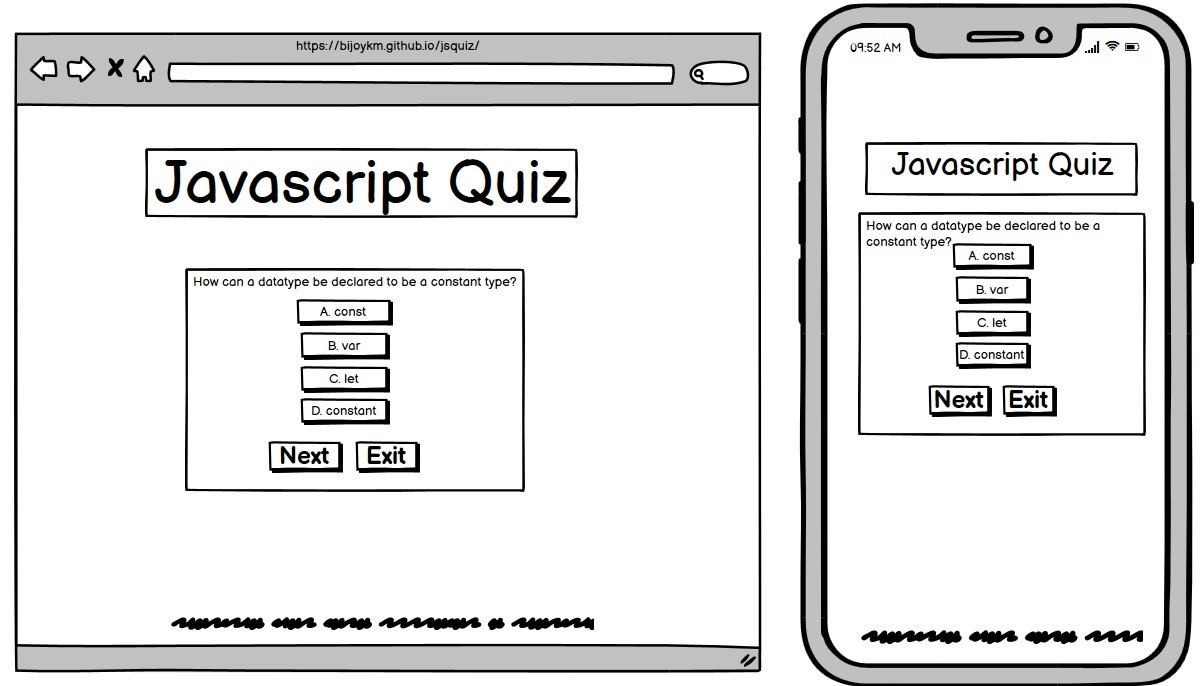 https://bijoykm.github.io/jsquiz/
Javascript Quiz
How can a datatype be declared to be a constant type?
A. const
B. var
C. let
D. constant
Next Exit
09:52 AM
Javascript Quiz
How can a datatype be declared to be a
constant type?
A. const
B. var
C. let
D. constant
Next Exit